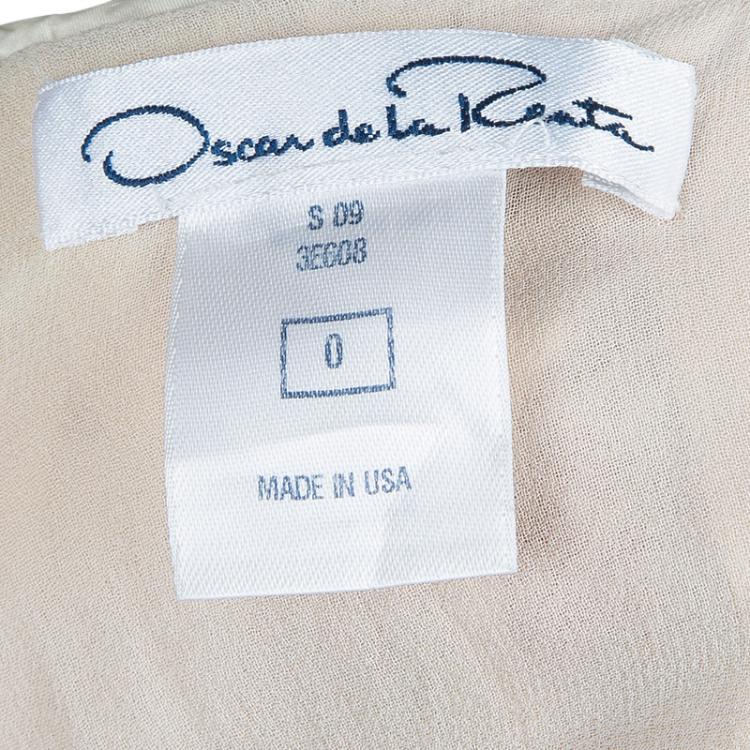 Oscar de la Renta
S 09
3E608
0
MADE IN USA